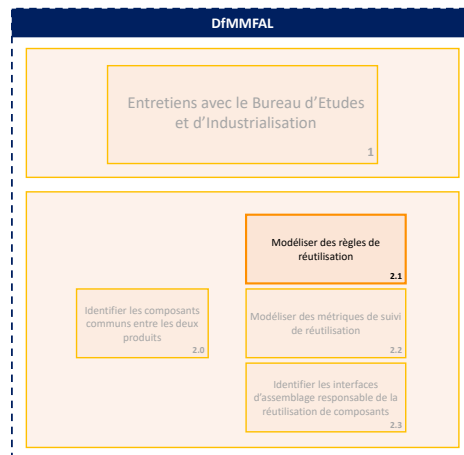 DfMMFAL
Entretiens avec le Bureau d'Etudes
et d'Industrialisation
1
Modéliser des règles de
réutilisation
2.1
Identifier les composants
communs entre les deux
produits
2.0
Modéliser des métriques de suivi
de réutilisation
2.2
Identifier les interfaces
d'assemblage responsable de la
réutilisation de composants
2.3